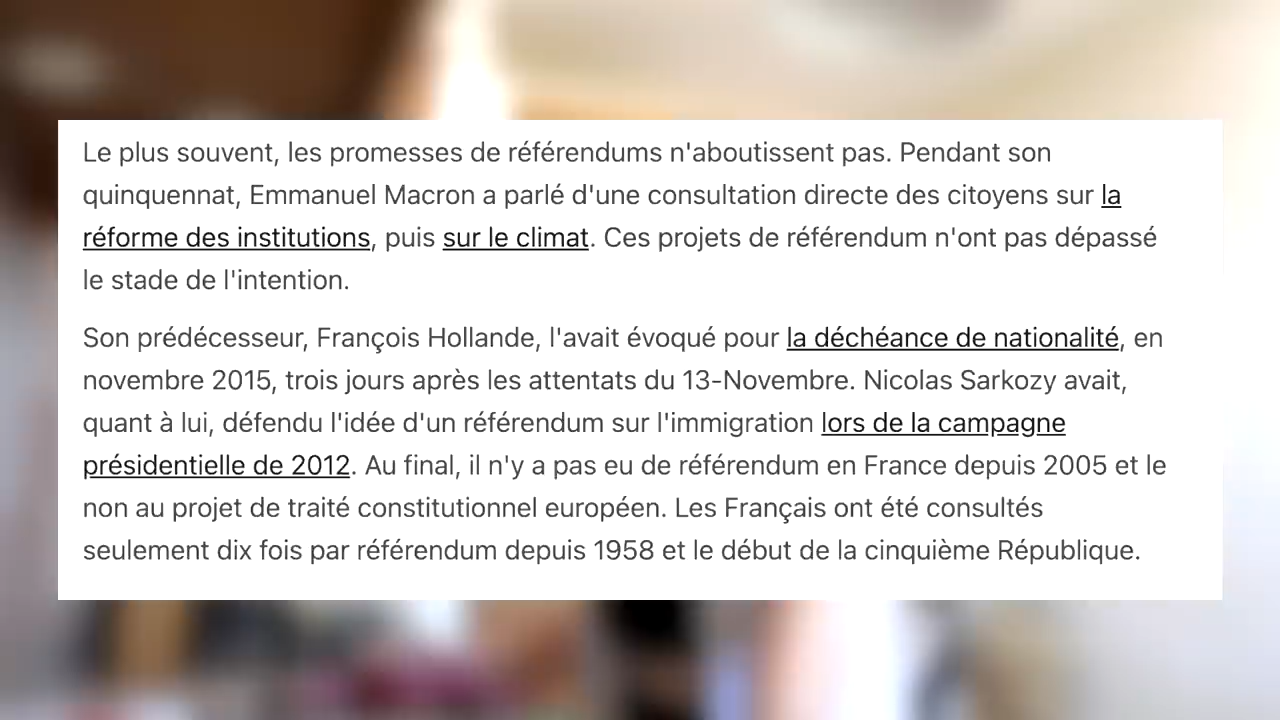 Le plus souvent, les promesses de référendums n'aboutissent pas. Pendant son
quinquennat, Emmanuel Macron a parlé d'une consultation directe des citoyens sur la
réforme des institutions, puis sur le climat. Ces projets de référendum n'ont pas dépassé
le stade de l'intention.
Son prédécesseur, François Hollande, l'avait évoqué pour la déchéance de nationalité, en
novembre 2015, trois jours après les attentats du 13-Novembre. Nicolas Sarkozy avait,
quant à lui, défendu l'idée d'un référendum sur l'immigration lors de la campagne
présidentielle de 2012. Au final, il n'y a pas eu de référendum en France depuis 2005 et le
non au projet de traité constitutionnel européen. Les Français ont été consultés
seulement dix fois par référendum depuis 1958 et le début de la cinquième République.